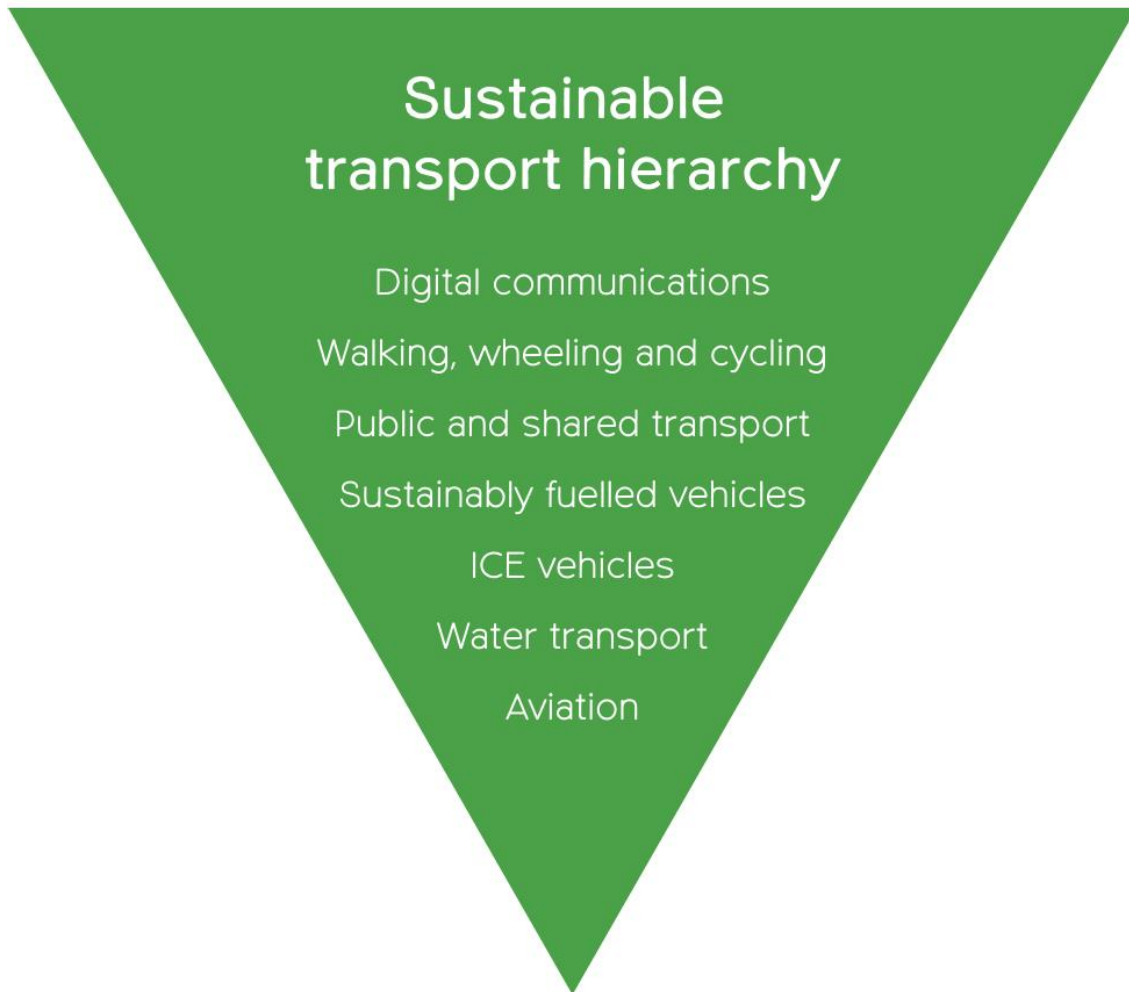 Sustainable
transport hierarchy
Digital communications
Walking, wheeling and cycling
Public and shared transport
Sustainably fuelled vehicles
ICE vehicles
Water transport
Aviation